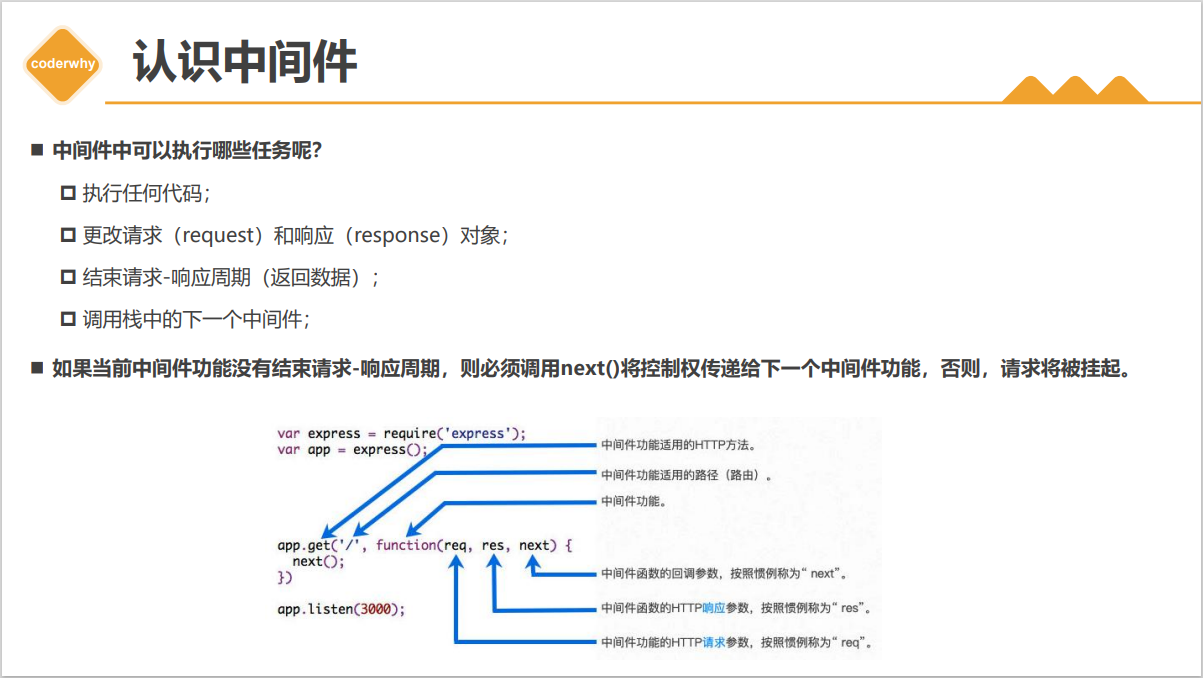 coderwhy
认识中间件
中间件中可以执行哪些任务呢？
执行任何代码；
更改请求（request）和响应（response）对象；
结束请求-响应周期（返回数据）；
调用栈中的下一个中间件；
如果当前中间件功能没有结束请求-响应周期，则必须调用next()将控制权传递给下一个中间件功能，否则，请求将被挂起。
var express = require('express');
var app = express();
中间件功能适用的HTTP方法。
中间件功能适用的路径（路由）。
中间件功能。
app.get('/', function(req, res, next) {
next();
})
app.listen(3000);
中间件函数的回调参数，按照惯例称为“ next”。
中间件函数的HTTP响应参数，按照惯例称为“ res”。
中间件功能的HTTP请求参数，按照惯例称为“ req”。